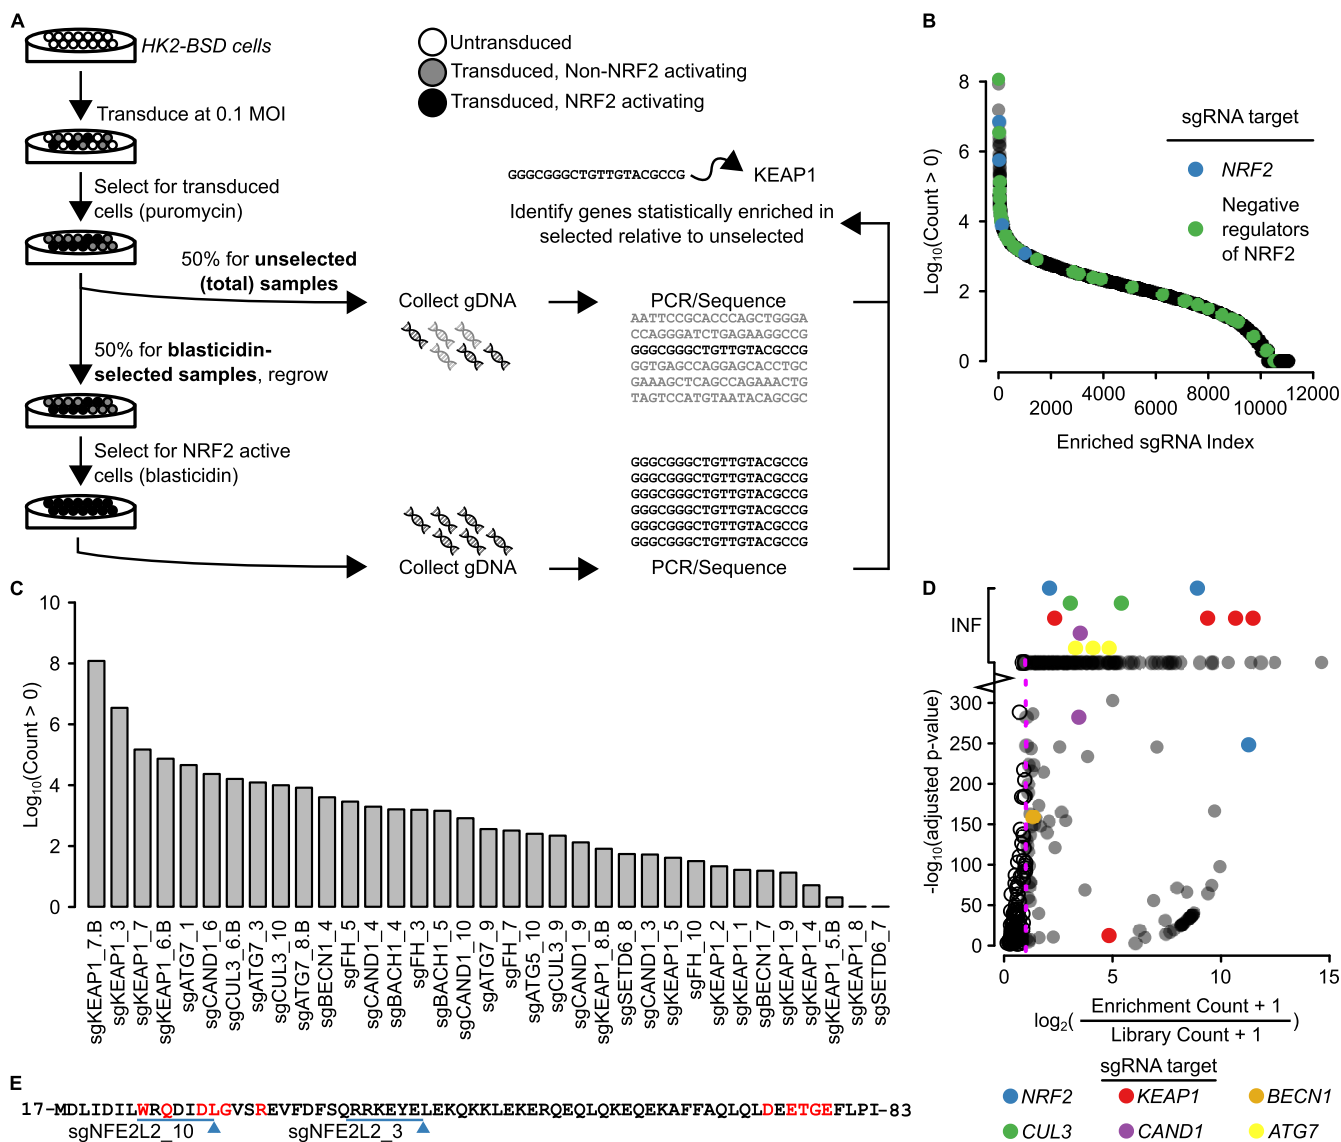 A
HK2-BSD cells
Untransduced
Transduced, Non-NRF2 activating
Transduced, NRF2 activating
Transduce at 0.1 MOI
Select for transduced
cells (puromycin)
GGGCGGGCTGTTGTACGCCG
KEAP1
Identify genes statistically enriched in
selected relative to unselected
50% for unselected
(total) samples
Collect gDNA
PCR/Sequence
AATTCCGCACCCAGCTGGGA
CCAGGGATCTGAGAAGGCCG
GGGCGGGCTGTTGTACGCCG
GGTGAGCCAGGAGCACCTGC
GAAAGCTCAGCCAGAAACTG
TAGTCCATGTAATACAGCGC
50% for blasticidin-
selected samples, regrow
Select for NRF2 active
cells (blasticidin)
GGGCGGGCTGTTGTACGCCG
GGGCGGGCTGTTGTACGCCG
GGGCGGGCTGTTGTACGCCG
GGGCGGGCTGTTGTACGCCG
GGGCGGGCTGTTGTACGCCG
GGGCGGGCTGTTGTACGCCG
Collect gDNA
PCR/Sequence
B
Log10(Count > 0)
8
6
4
2
0
sgRNA target
NRF2
Negative
regulators
of NRF2
0 2000 4000 6000 8000 10000 12000
Enriched sgRNA Index
C
Log10(Count > 0)
10
8
6
4
2
0
sgKEAP1_7.B
sgKEAP1_3
sgKEAP1_7
sgKEAP1_6.B
sgATG7_1
sgCAND1_6
sgCUL3_6.B
sgATG7_3
sgCUL3_10
sgATG7_8.B
sgBECN1_4
sgFH_5
sgCAND1_4
sgBACH1_4
sgFH_3
sgBACH1_5
sgCAND1_10
sgATG7_9
sgFH_7
sgATG5_10
sgCUL3_9
sgCAND1_9
sgKEAP1_8.B
sgSETD6_8
sgCAND1_3
sgKEAP1_5
sgFH_10
sgKEAP1_2
sgKEAP1_1
sgBECN1_7
sgKEAP1_9
sgKEAP1_4
sgKEAP1_5.B
sgKEAP1_8
sgSETD6_7
D
INF
-log10(adjusted p-value)
300
250
200
150
100
50
0
0 5 10 15
log2( Enrichment Count + 1 )
Library Count + 1
sgRNA target
NRF2 KEAP1 BECN1
CUL3 CAND1 ATG7
E
17-MDLIDILWRQDIDLGVSREVFDFSQRRKEYELEKQKKLEKERQEQLQKEQEKAFFAQLQLDEETGEFLPI-83
sgNFE2L2_10 sgNFE2L2_3